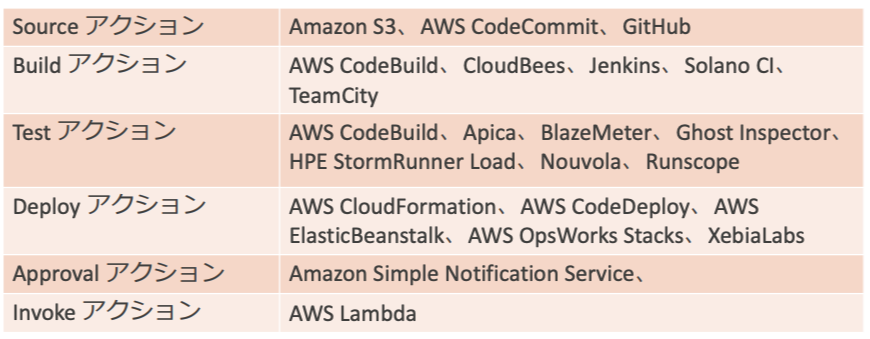 Source アクション
Amazon S3、AWS CodeCommit、GitHub
Build アクション
AWS CodeBuild、CloudBees、Jenkins、Solano CI、
TeamCity
Test アクション
AWS CodeBuild、Apica、BlazeMeter、Ghost Inspector、
HPE StormRunner Load、Nouvola、Runscope
Deploy アクション
AWS CloudFormation、AWS CodeDeploy、AWS
ElasticBeanstalk、AWS OpsWorks Stacks、XebiaLabs
Approval アクション
Amazon Simple Notification Service、
Invoke アクション
AWS Lambda